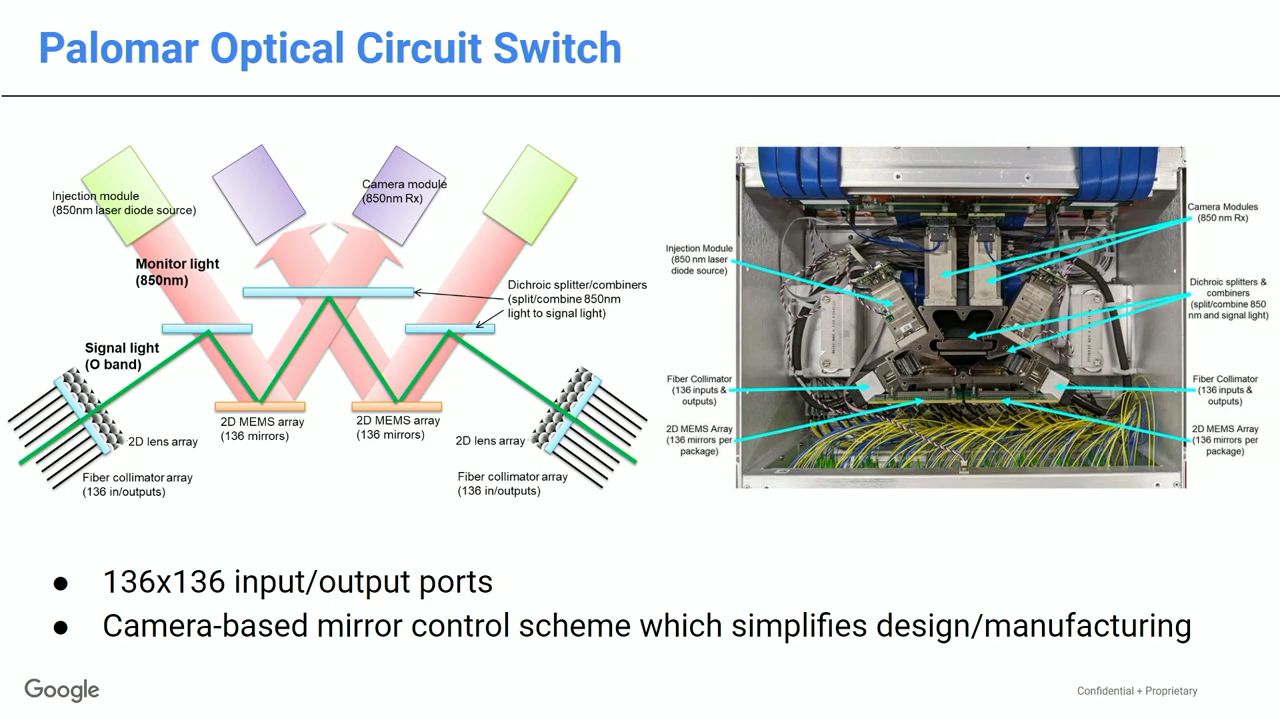 Palomar Optical Circuit Switch
Injection module
(850nm laser diode source)
Camera module
(850nm Rx)
Monitor light
(850nm)
Dichroic splitter/combiners
(split/combine 850nm
light to signal light)
Signal light
(O band)
2D MEMS array
(136 mirrors)
2D MEMS array
(136 mirrors)
2D lens array
2D lens array
Fiber collimator array
(136 in/outputs)
Fiber collimator array
(136 in/outputs)
Camera Modules
(850 nm Rx)
Injection Module
(850 nm laser
diode source)
Dichroic splitters &
combiners
(split/combine 850
nm and signal light)
Fiber Collimator
(136 inputs &
outputs)
Fiber Collimator
(136 inputs &
outputs)
2D MEMS Array
(136 mirrors per
package)
2D MEMS Array
(136 mirrors per
package)
● 136x136 input/output ports
● Camera-based mirror control scheme which simplifies design/manufacturing
Google
Confidential + Proprietary